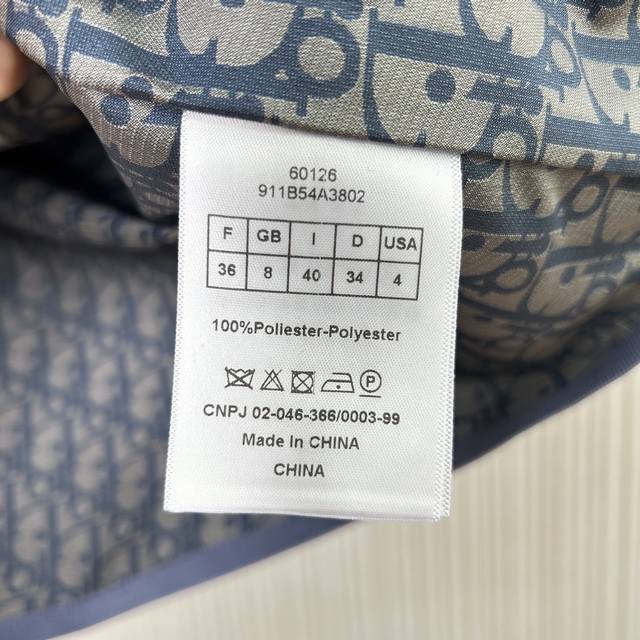 60126
911B54A3802
F GB I D USA
36 8 40 34 4
100%Poliester-Polyester
P
CNPJ 02-046-366/0003-99
Made In CHINA
CHINA